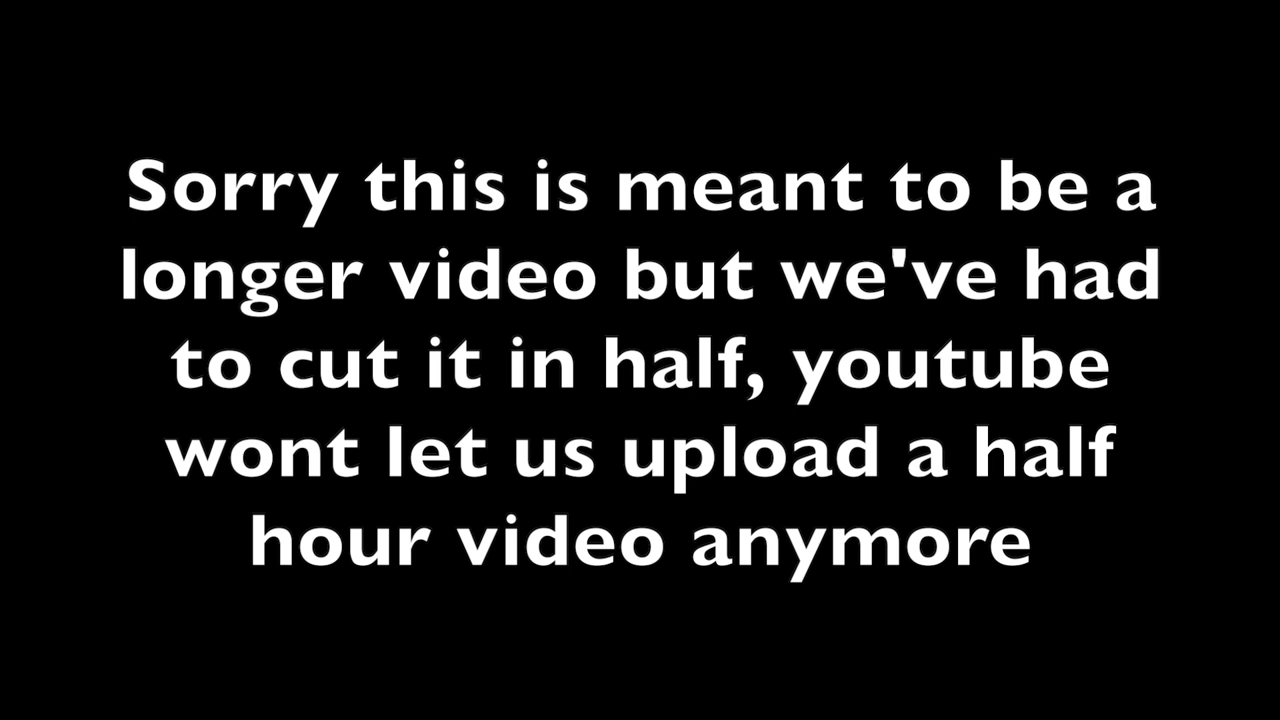 Sorry this is meant to be a
longer video but we've had
to cut it in half, youtube
wont let us upload a half
hour video anymore